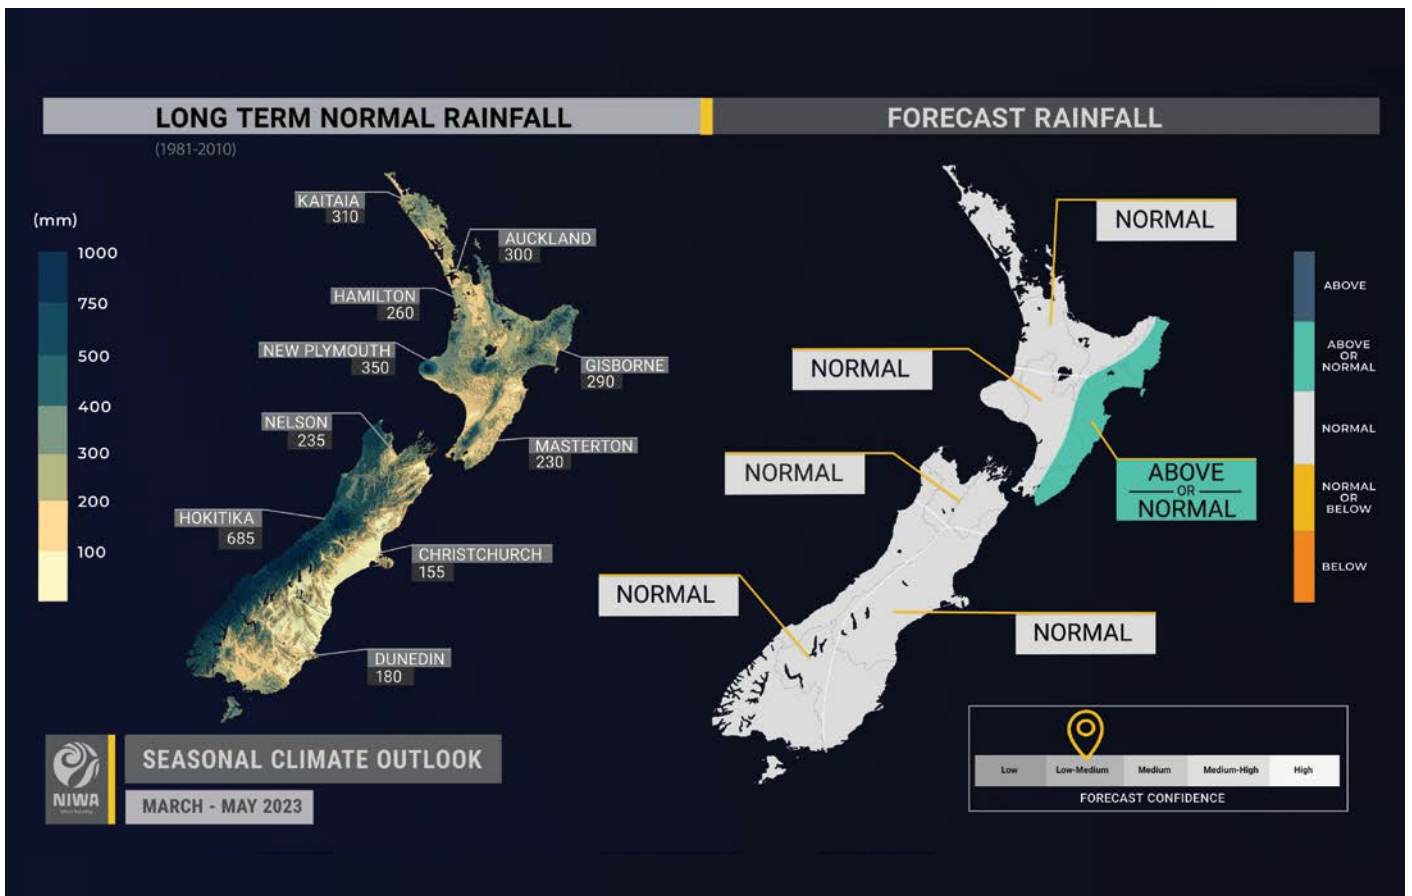 LONG TERM NORMAL RAINFALL
(1981-2010)
FORECAST RAINFALL
(mm)
1000
750
500
400
300
200
100
KAITAIA
310
AUCKLAND
300
HAMILTON
260
NEW PLYMOUTH
350
GISBORNE
290
NELSON
235
MASTERTON
230
HOKITIKA
685
CHRISTCHURCH
155
DUNEDIN
180
NORMAL
NORMAL
NORMAL
ABOVE
OR
NORMAL
NORMAL
NORMAL
ABOVE
ABOVE
OR
NORMAL
NORMAL
NORMAL
OR
BELOW
BELOW
NIWA
SEASONAL CLIMATE OUTLOOK
MARCH - MAY 2023
Low
Low-Medium
Medium
Medium-High
High
FORECAST CONFIDENCE